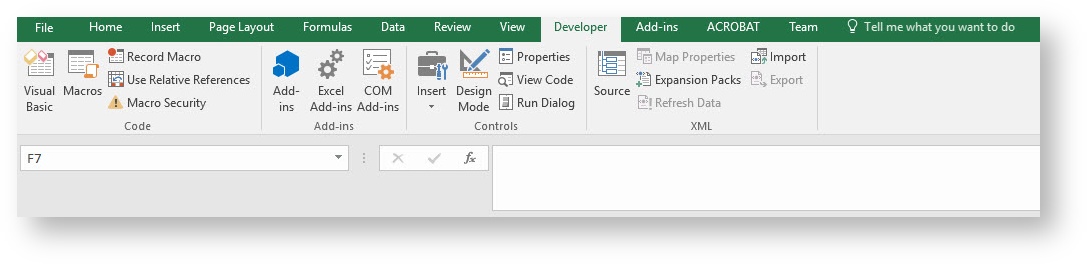 File Home Insert Page Layout Formulas Data Review View Developer Add-ins ACROBAT Team Tell me what you want to do
Visual
Basic
Macros
Record Macro
Use Relative References
Macro Security
Code
Add-
ins
Excel
Add-ins
COM
Add-ins
Add-ins
Insert
Design
Mode
Properties
View Code
Run Dialog
Controls
Source
Map Properties
Expansion Packs
Refresh Data
Import
Export
XML
F7
fx